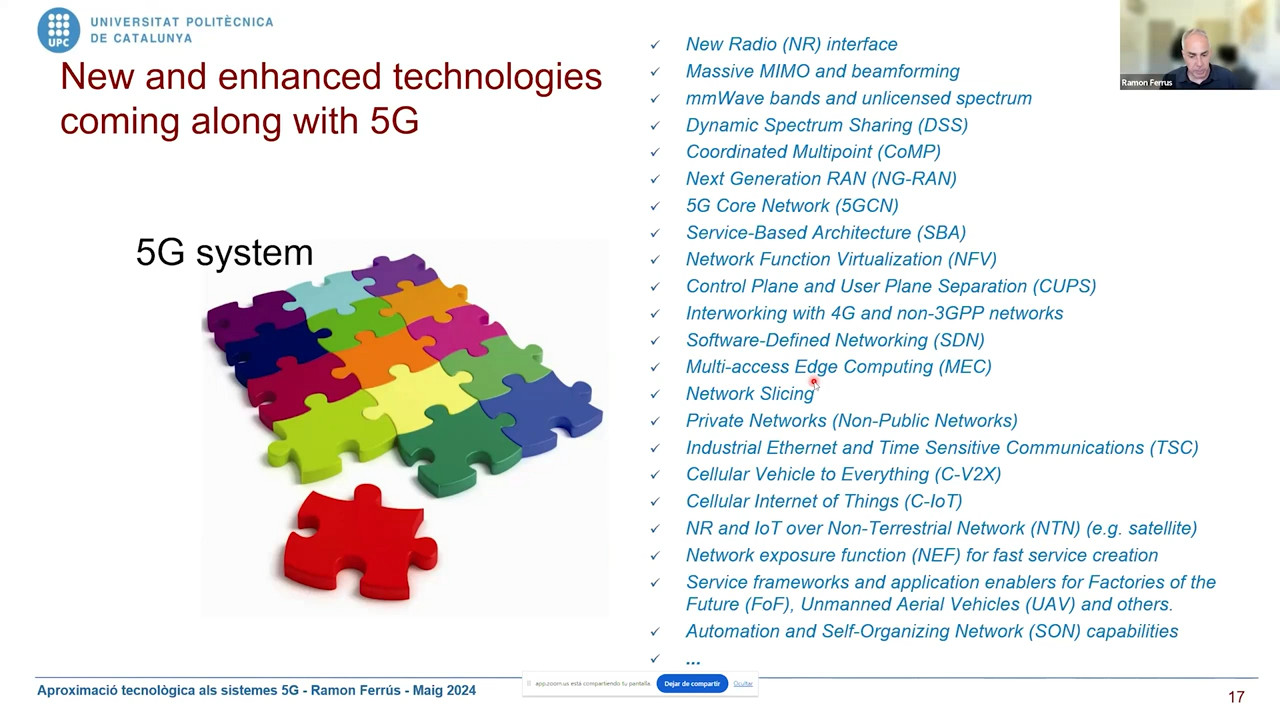 UNIVERSITAT POLITÈCNICA
DE CATALUNYA
UPC
New and enhanced technologies
coming along with 5G
5G system
✓ New Radio (NR) interface
✓ Massive MIMO and beamforming
✓ mmWave bands and unlicensed spectrum
✓ Dynamic Spectrum Sharing (DSS)
✓ Coordinated Multipoint (CoMP)
✓ Next Generation RAN (NG-RAN)
✓ 5G Core Network (5GCN)
✓ Service-Based Architecture (SBA)
✓ Network Function Virtualization (NFV)
✓ Control Plane and User Plane Separation (CUPS)
✓ Interworking with 4G and non-3GPP networks
✓ Software-Defined Networking (SDN)
✓ Multi-access Edge Computing (MEC)
✓ Network Slicing
✓ Private Networks (Non-Public Networks)
✓ Industrial Ethernet and Time Sensitive Communications (TSC)
✓ Cellular Vehicle to Everything (C-V2X)
✓ Cellular Internet of Things (C-IoT)
✓ NR and IoT over Non-Terrestrial Network (NTN) (e.g. satellite)
✓ Network exposure function (NEF) for fast service creation
✓ Service frameworks and application enablers for Factories of the
Future (FoF), Unmanned Aerial Vehicles (UAV) and others.
✓ Automation and Self-Organizing Network (SON) capabilities
✓ ...
Ramon Ferrus
Aproximació tecnològica als sistemes 5G - Ramon Ferrús - Maig 2024
app.zoom.us está compartiendo tu pantalla.
Dejar de compartir
Ocultar
17